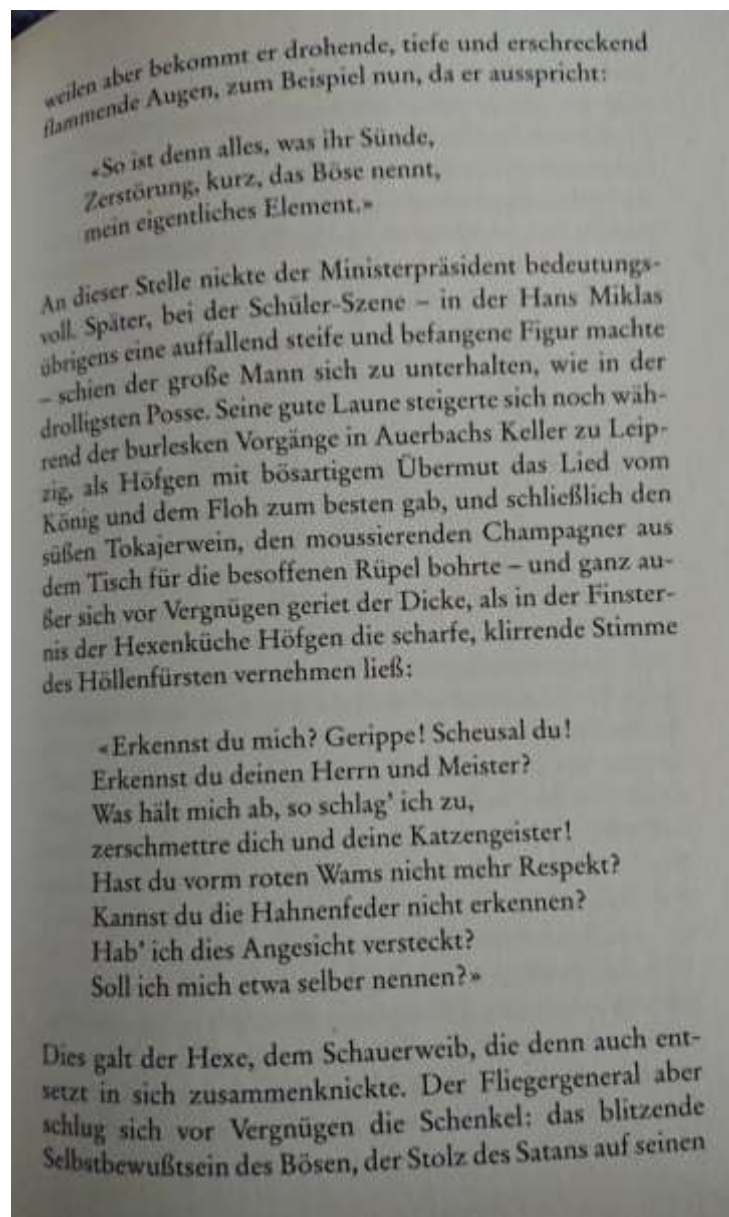 weilen aber bekommt er drohende, tiefe und erschreckend
flammende Augen, zum Beispiel nun, da er ausspricht:
«So ist denn alles, was ihr Sünde,
Zerstörung, kurz, das Böse nennt,
mein eigentliches Element.»
An dieser Stelle nickte der Ministerpräsident bedeutungs-
voll. Später, bei der Schüler-Szene – in der Hans Miklas
übrigens eine auffallend steife und befangene Figur machte
– schien der große Mann sich zu unterhalten, wie in der
drolligsten Posse. Seine gute Laune steigerte sich noch wäh-
rend der burlesken Vorgänge in Auerbachs Keller zu Leip-
zig, als Höfgen mit bösartigem Übermut das Lied vom
König und dem Floh zum besten gab, und schließlich den
süßen Tokajerwein, den moussierenden Champagner aus
dem Tisch für die besoffenen Rüpel bohrte – und ganz au-
ßer sich vor Vergnügen geriet der Dicke, als in der Finster-
nis der Hexenküche Höfgen die scharfe, klirrende Stimme
des Höllenfürsten vernehmen ließ:
«Erkennst du mich? Gerippe! Scheusal du!
Erkennst du deinen Herrn und Meister?
Was hält mich ab, so schlag’ ich zu,
zerschmettre dich und deine Katzengeister!
Hast du vorm roten Wams nicht mehr Respekt?
Kannst du die Hahnenfeder nicht erkennen?
Hab’ ich dies Angesicht versteckt?
Soll ich mich etwa selber nennen?»
Dies galt der Hexe, dem Schauerweib, die denn auch ent-
setzt in sich zusammenknickte. Der Fliegergeneral aber
schlug sich vor Vergnügen die Schenkel: das blitzende
Selbstbewußtsein des Bösen, der Stolz des Satans auf seinen